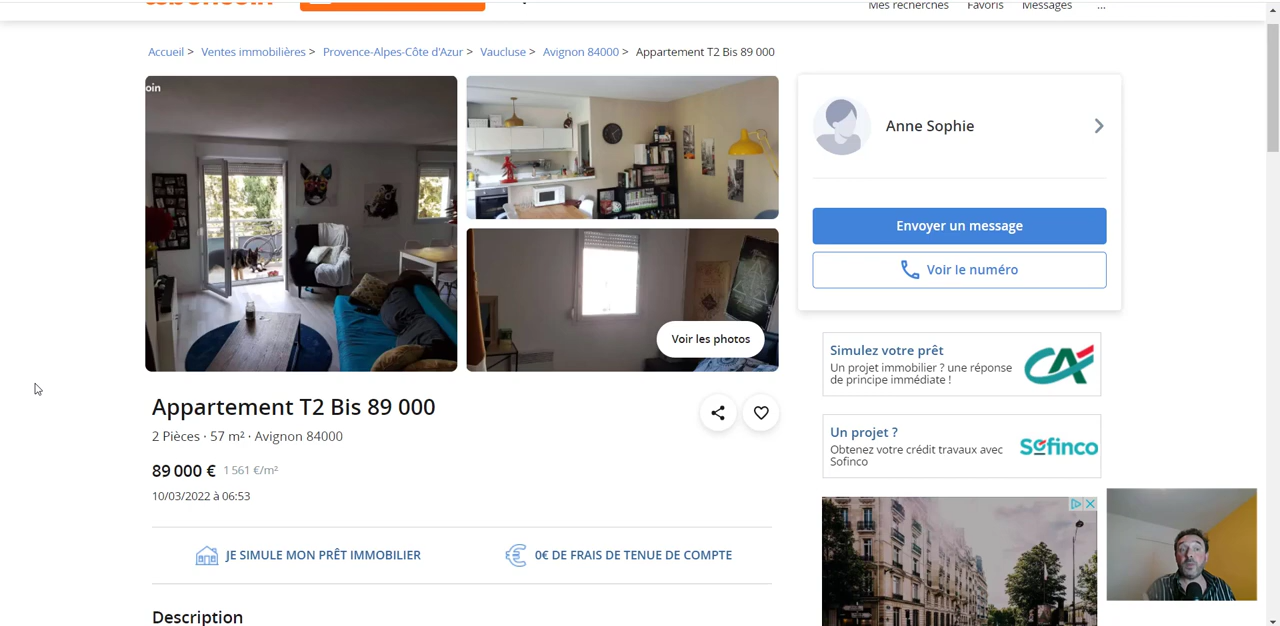 Mes recherches Favoris Messages ...
Accueil > Ventes immobilières > Provence-Alpes-Côte d'Azur > Vaucluse > Avignon 84000 > Appartement T2 Bis 89 000
oin
Anne Sophie
Envoyer un message
Voir le numéro
Voir les photos
Simulez votre prêt
Un projet immobilier ? une réponse
de principe immédiate !
CA
Appartement T2 Bis 89 000
2 Pièces · 57 m² · Avignon 84000
Un projet ?
Obtenez votre crédit travaux avec
Sofinco
Sofinco
89 000 € 1 561 €/m²
10/03/2022 à 06:53
JE SIMULE MON PRÊT IMMOBILIER
0€ DE FRAIS DE TENUE DE COMPTE
Description